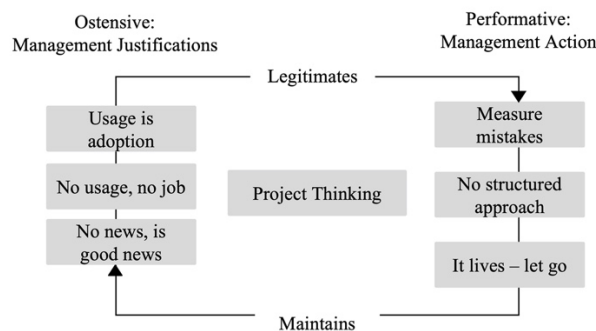 Ostensive:
Management Justifications
Performative:
Management Action
Legitimates
Usage is
adoption
Measure
mistakes
No usage, no job
Project Thinking
No structured
approach
No news, is
good news
It lives – let go
Maintains